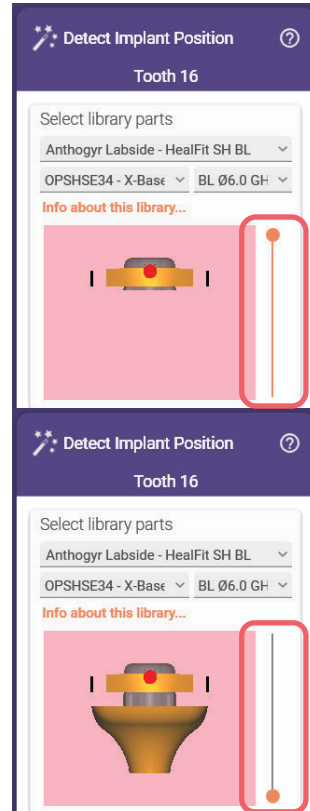 Detect Implant Position
Tooth 16
Select library parts
Anthogyr Labside - HealFit SH BL
OPSHSE34 - X-Base BL Ø6.0 GH
Info about this library...
Detect Implant Position
Tooth 16
Select library parts
Anthogyr Labside - HealFit SH BL
OPSHSE34 - X-Base BL Ø6.0 GH
Info about this library...